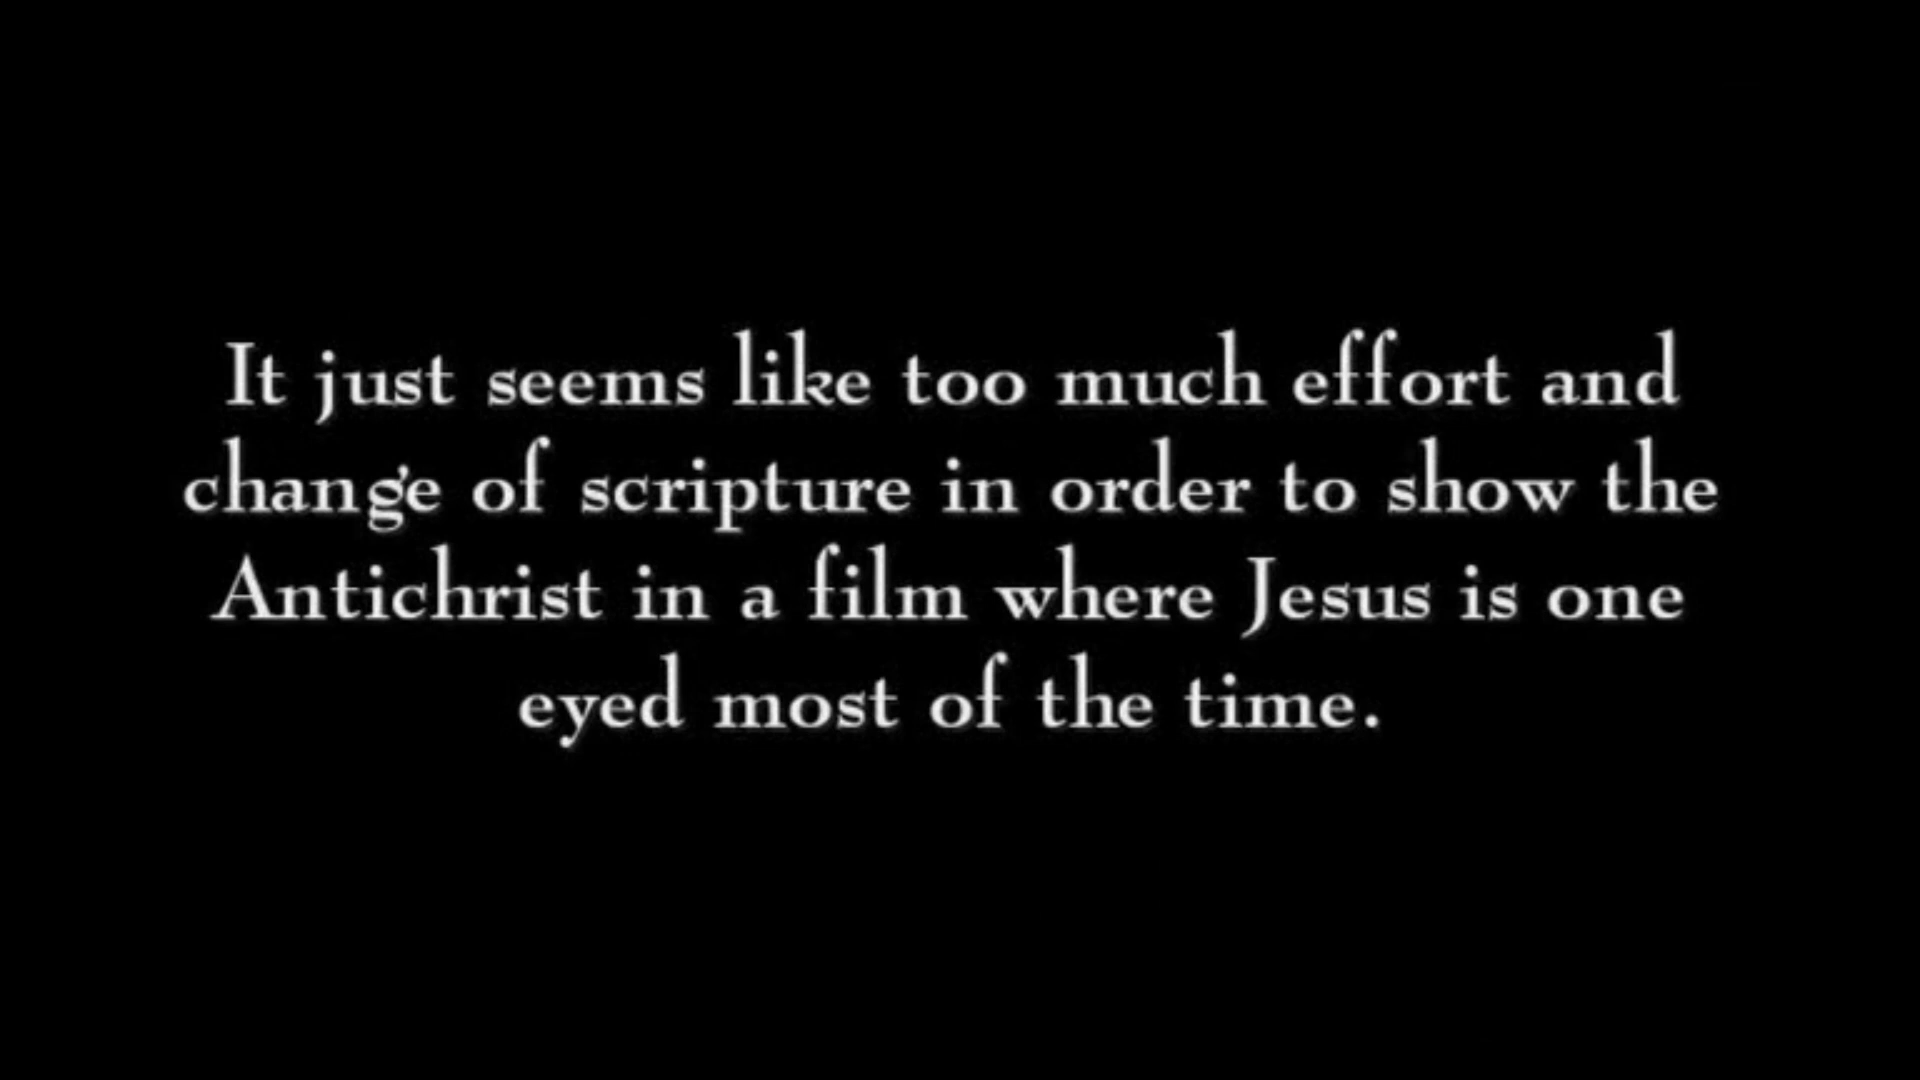 It just seems like too much effort and
change of scripture in order to show the
Antichrist in a film where Jesus is one
eyed most of the time.